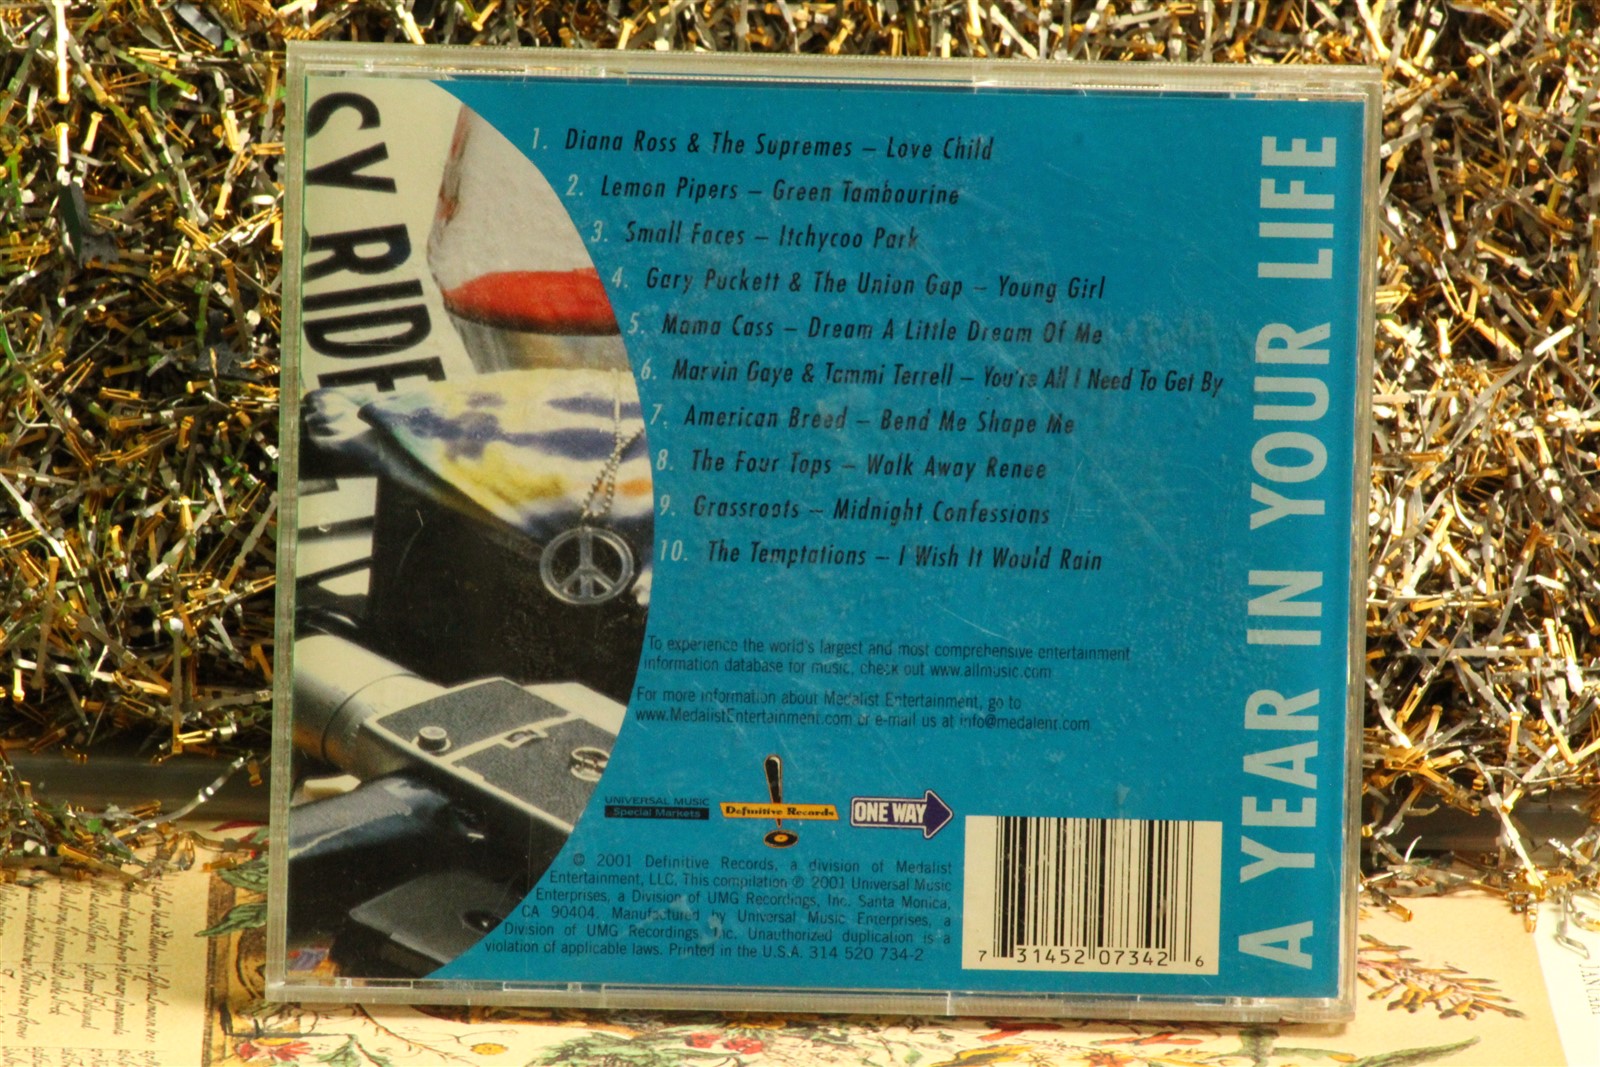 SY RIDE
1. Diana Ross & The Supremes – Love Child
2. Lemon Pipers – Green Tambourine
3. Small Faces – Itchycoo Park
4. Gary Puckett & The Union Gap – Young Girl
5. Mama Cass – Dream A Little Dream Of Me
6. Marvin Gaye & Tammi Terrell – You're All I Need To Get By
7. American Breed – Bend Me Shape Me
8. The Four Tops – Walk Away Renee
9. Grassroots – Midnight Confessions
10. The Temptations – I Wish It Would Rain
To experience the world's largest and most comprehensive entertainment
information database for music, check out www.allmusic.com
For more information about Medalist Entertainment, go to
www.MedalistEntertainment.com or e-mail us at info@medalent.com
UNIVERSAL MUSIC
Special Markets
Definitive Records
ONE WAY
© 2001 Definitive Records, a division of Medalist
Entertainment, LLC. This compilation ℗ 2001 Universal Music
Enterprises, a Division of UMG Recordings, Inc. Santa Monica,
CA 90404. Manufactured by Universal Music Enterprises, a
Division of UMG Recordings, Inc. Unauthorized duplication is a
violation of applicable laws. Printed in the U.S.A. 314 520 734-2
7 31452 07342 6
A YEAR IN YOUR LIFE